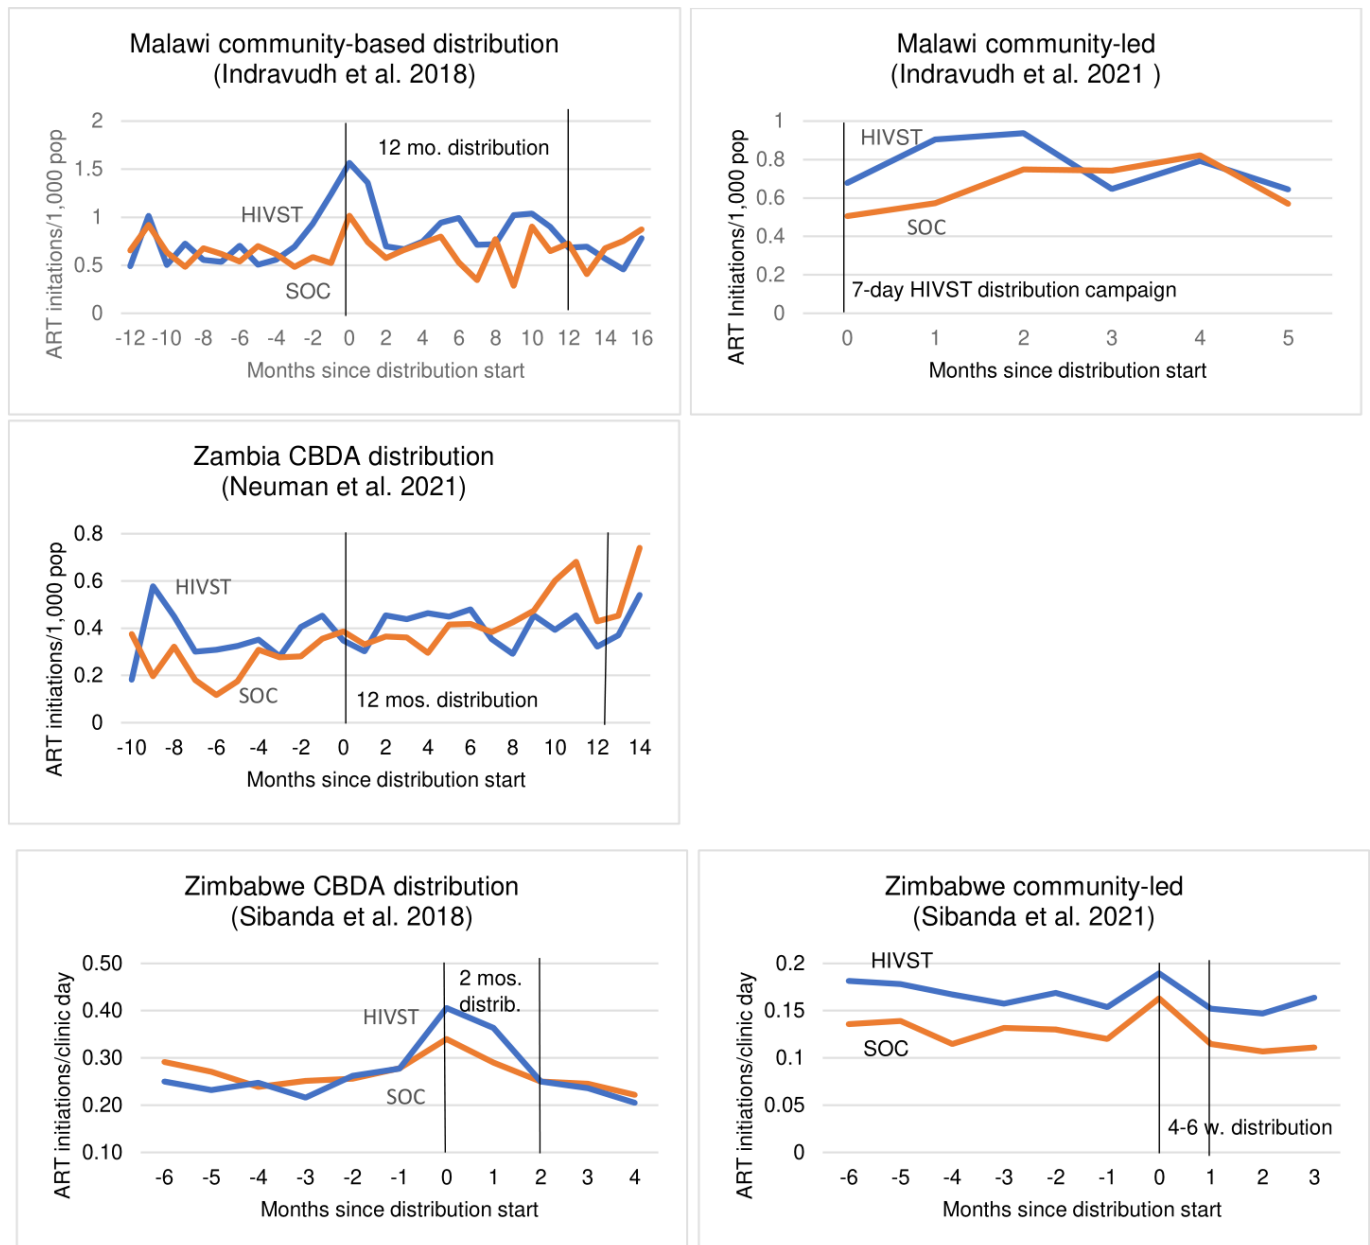 Malawi community-based distribution
(Indravudh et al. 2018)
ART initations/1,000 pop
2
1.5
1
0.5
0
12 mo. distribution
HIVST
SOC
-12 -10 -8 -6 -4 -2 0 2 4 6 8 10 12 14 16
Months since distribution start
Malawi community-led
(Indravudh et al. 2021 )
ART Initiations/1,000 pop
1
0.8
0.6
0.4
0.2
0
HIVST
SOC
7-day HIVST distribution campaign
0 1 2 3 4 5
Months since distribution start
Zambia CBDA distribution
(Neuman et al. 2021)
ART initiations/1,000 pop
0.8
0.6
0.4
0.2
0
HIVST
SOC
12 mos. distribution
-10 -8 -6 -4 -2 0 2 4 6 8 10 12 14
Months since distribution start
Zimbabwe CBDA distribution
(Sibanda et al. 2018)
ART initiations/clinic day
0.50
0.40
0.30
0.20
0.10
2 mos.
distrib.
HIVST
SOC
-6 -5 -4 -3 -2 -1 0 1 2 3 4
Months since distribution start
Zimbabwe community-led
(Sibanda et al. 2021)
ART initiations/clinic day
0.2
0.15
0.1
0.05
0
HIVST
SOC
4-6 w. distribution
-6 -5 -4 -3 -2 -1 0 1 2 3
Months since distribution start